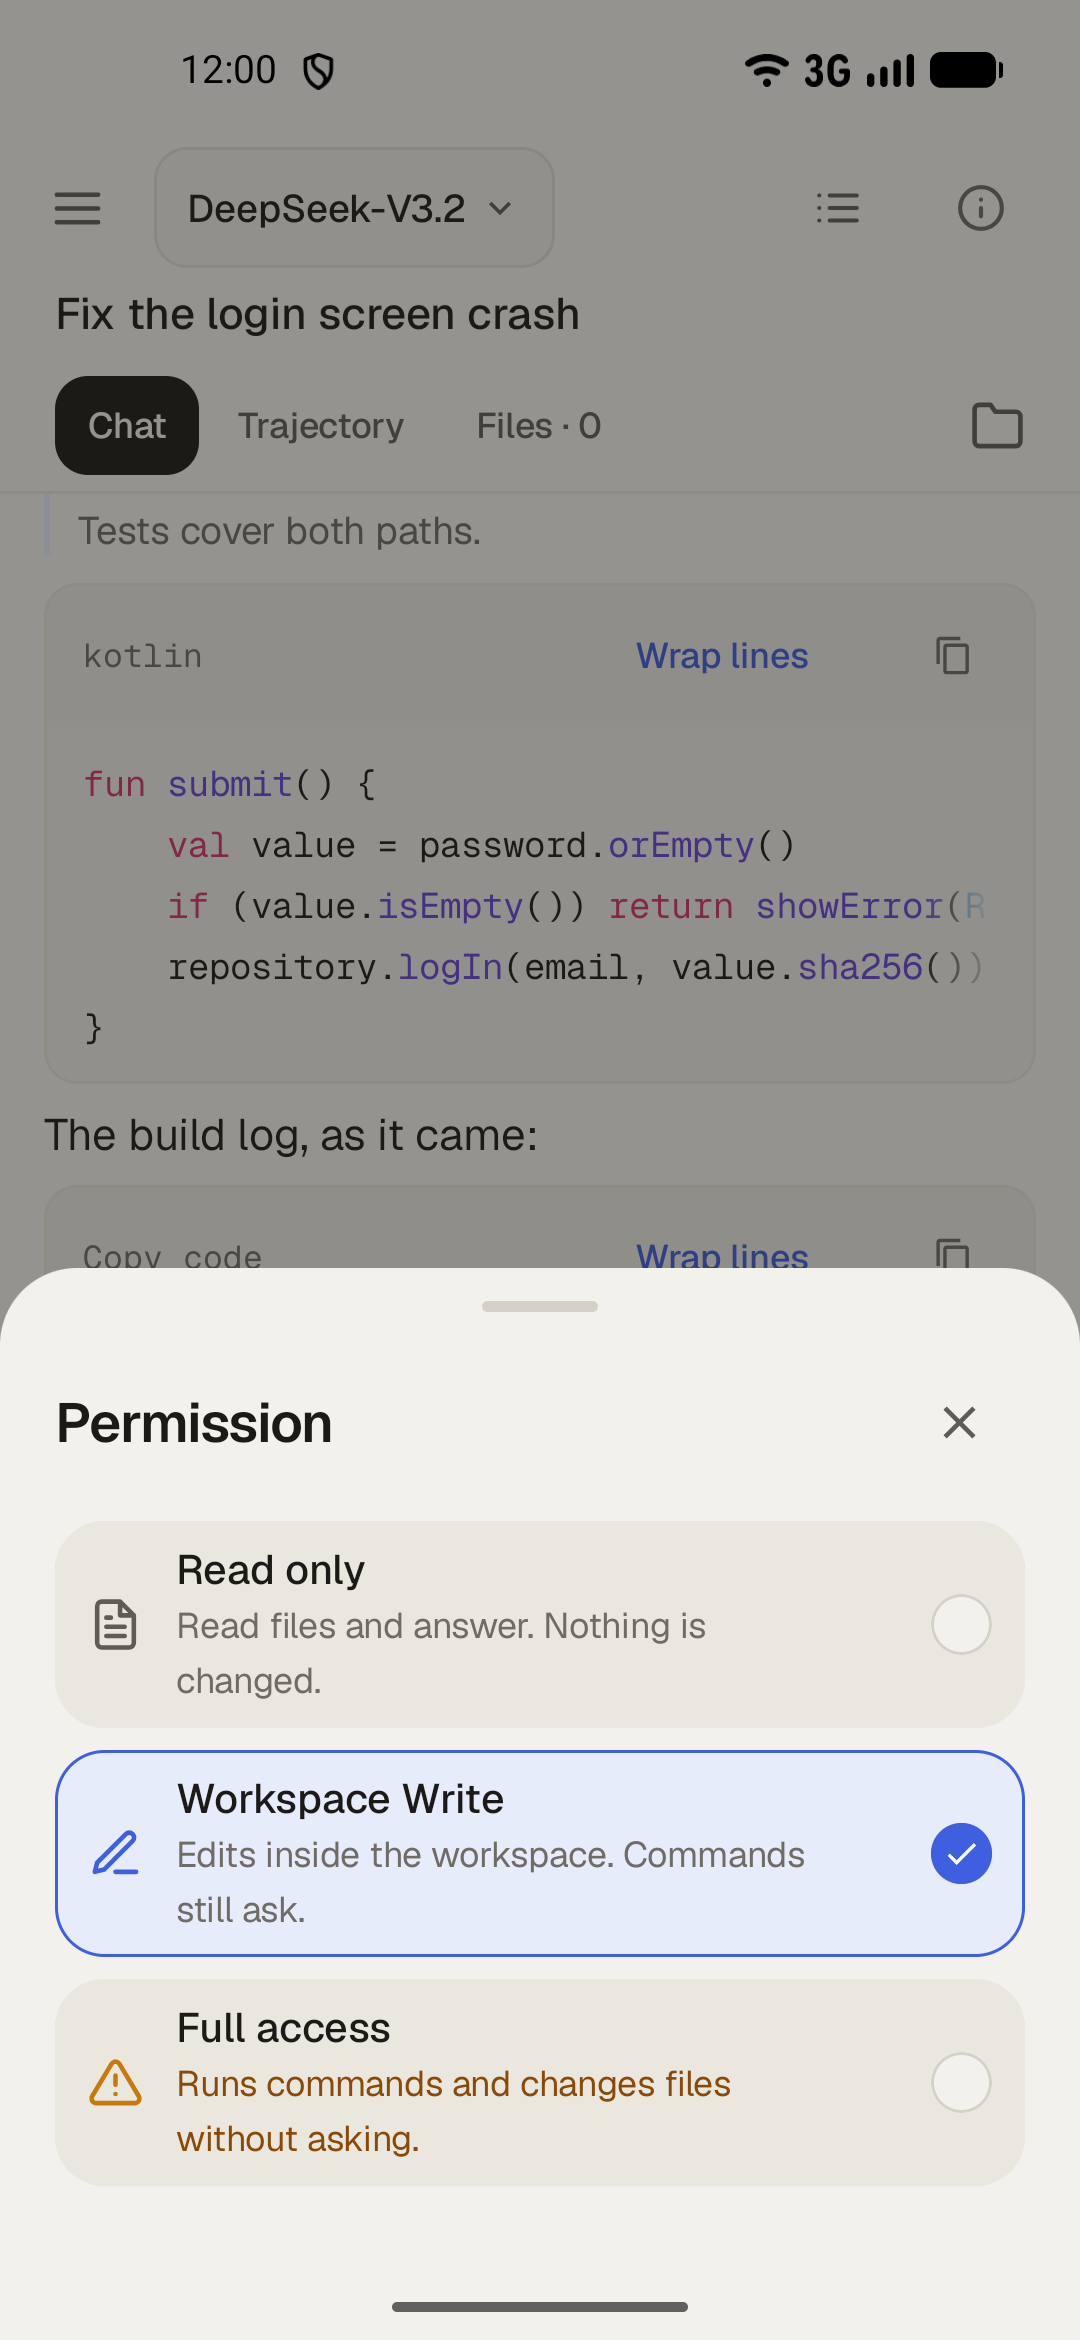 12:00
3G
DeepSeek-V3.2
Fix the login screen crash
Chat
Trajectory
Files · 0
Tests cover both paths.
kotlin
Wrap lines
fun submit() {
    val value = password.orEmpty()
    if (value.isEmpty()) return showError(R
    repository.logIn(email, value.sha256())
}
The build log, as it came:
Copy code
Wrap lines
Permission
Read only
Read files and answer. Nothing is
changed.
Workspace Write
Edits inside the workspace. Commands
still ask.
Full access
Runs commands and changes files
without asking.